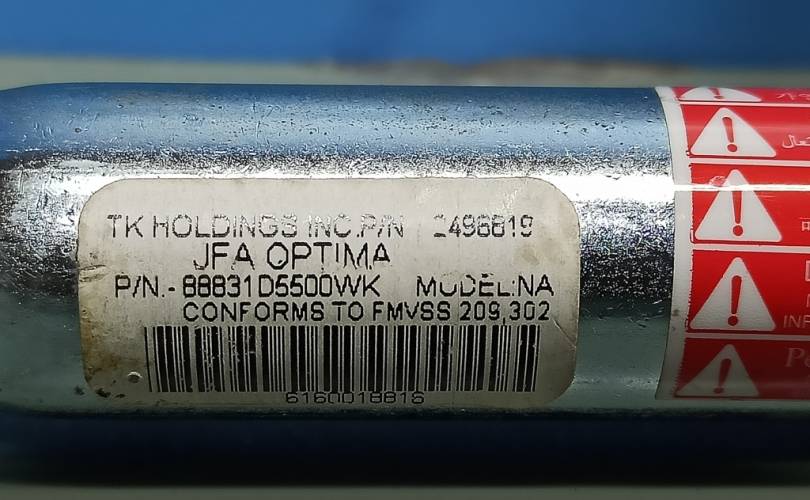 TK HOLDINGS INC.P/N 2496819
JFA OPTIMA
P/N.- 88831D5500WK MODEL:NA
CONFORMS TO FMVSS 209,302
6160018816